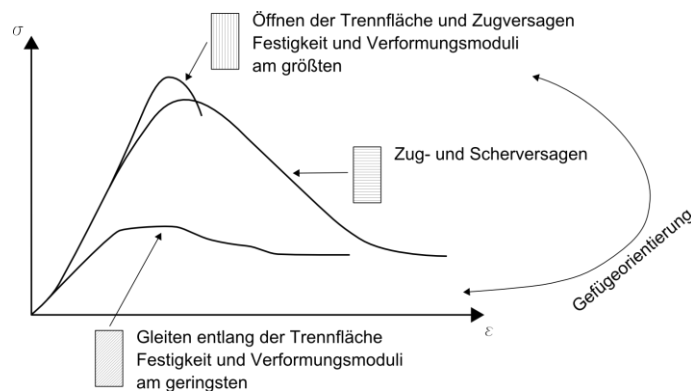 σ
Öffnen der Trennfläche und Zugversagen
Festigkeit und Verformungsmoduli
am größten
Zug- und Scherversagen
Gefügeorientierung
ε
Gleiten entlang der Trennfläche
Festigkeit und Verformungsmoduli
am geringsten